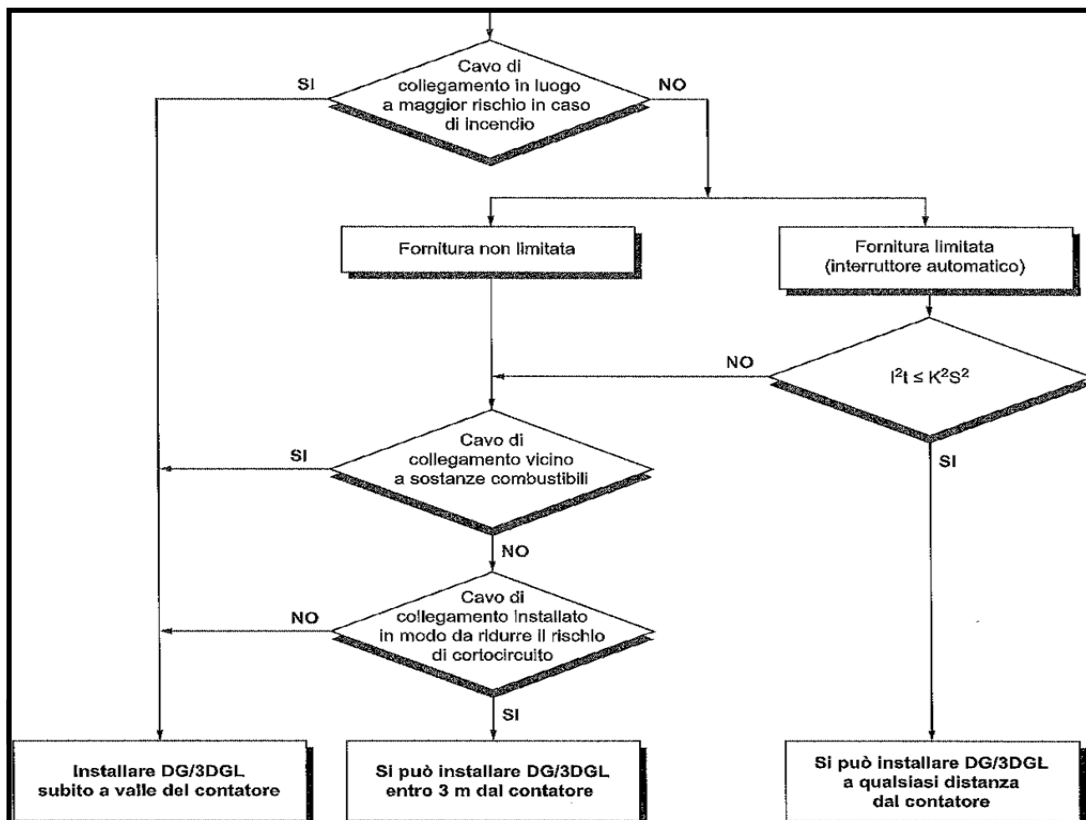 Cavo di
collegamento in luogo
a maggior rischio in caso
di incendio
SI
NO
Fornitura non limitata
Fornitura limitata
(interruttore automatico)
NO
I²t ≤ K²S²
SI
Cavo di
collegamento vicino
a sostanze combustibili
SI
NO
Cavo di
collegamento installato
in modo da ridurre il rischio
di cortocircuito
NO
SI
Installare DG/3DGL
subito a valle del contatore
Si può installare DG/3DGL
entro 3 m dal contatore
Si può installare DG/3DGL
a qualsiasi distanza
dal contatore